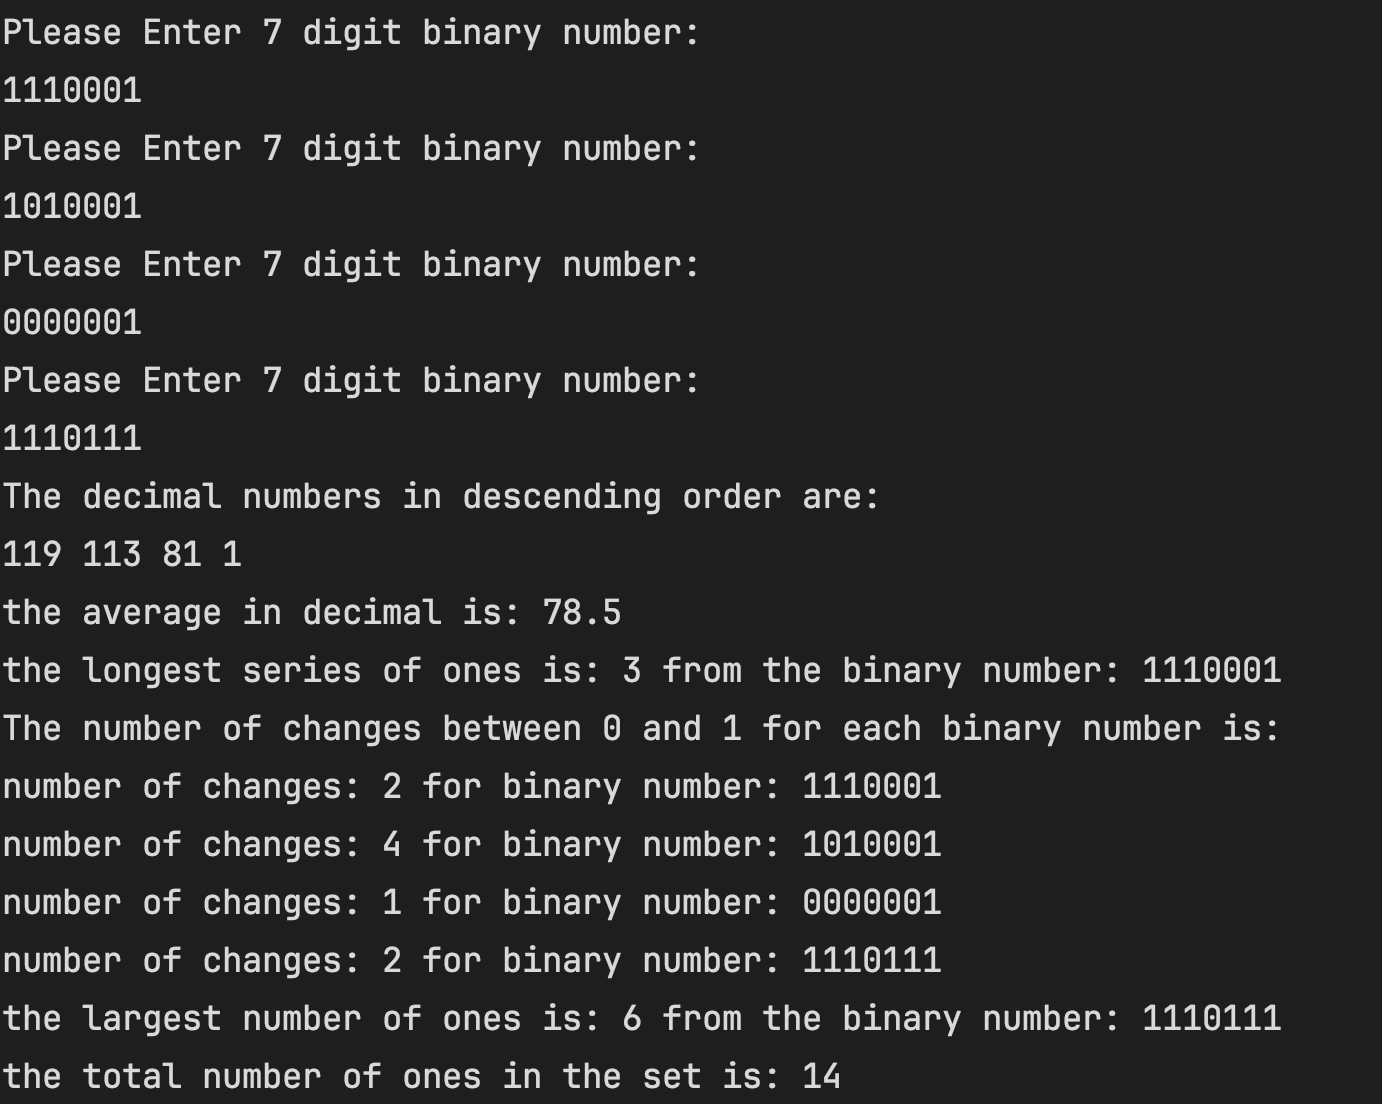 Please Enter 7 digit binary number:
1110001
Please Enter 7 digit binary number:
1010001
Please Enter 7 digit binary number:
0000001
Please Enter 7 digit binary number:
1110111
The decimal numbers in descending order are:
119 113 81 1
the average in decimal is: 78.5
the longest series of ones is: 3 from the binary number: 1110001
The number of changes between 0 and 1 for each binary number is:
number of changes: 2 for binary number: 1110001
number of changes: 4 for binary number: 1010001
number of changes: 1 for binary number: 0000001
number of changes: 2 for binary number: 1110111
the largest number of ones is: 6 from the binary number: 1110111
the total number of ones in the set is: 14